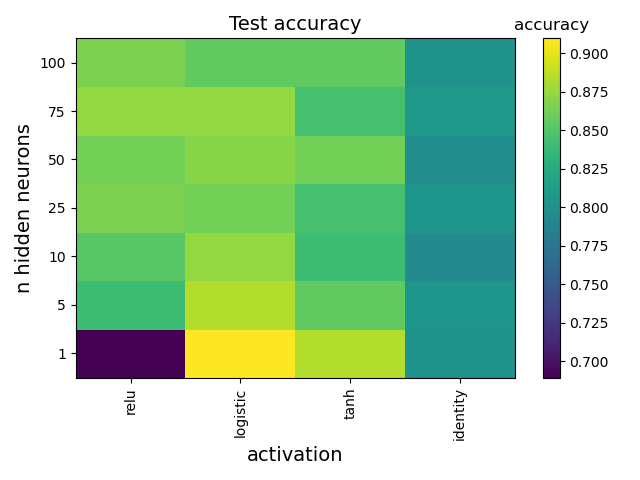 Test accuracy
accuracy
n hidden neurons
100
75
50
25
10
5
1
relu
logistic
tanh
identity
activation
0.900
0.875
0.850
0.825
0.800
0.775
0.750
0.725
0.700